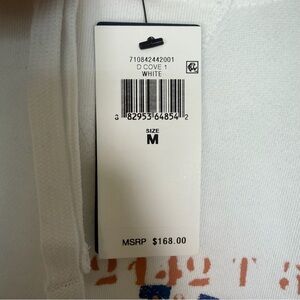 710842442001
D COVE 1
WHITE
3 82953 64854 2
SIZE
M
MSRP $168.00